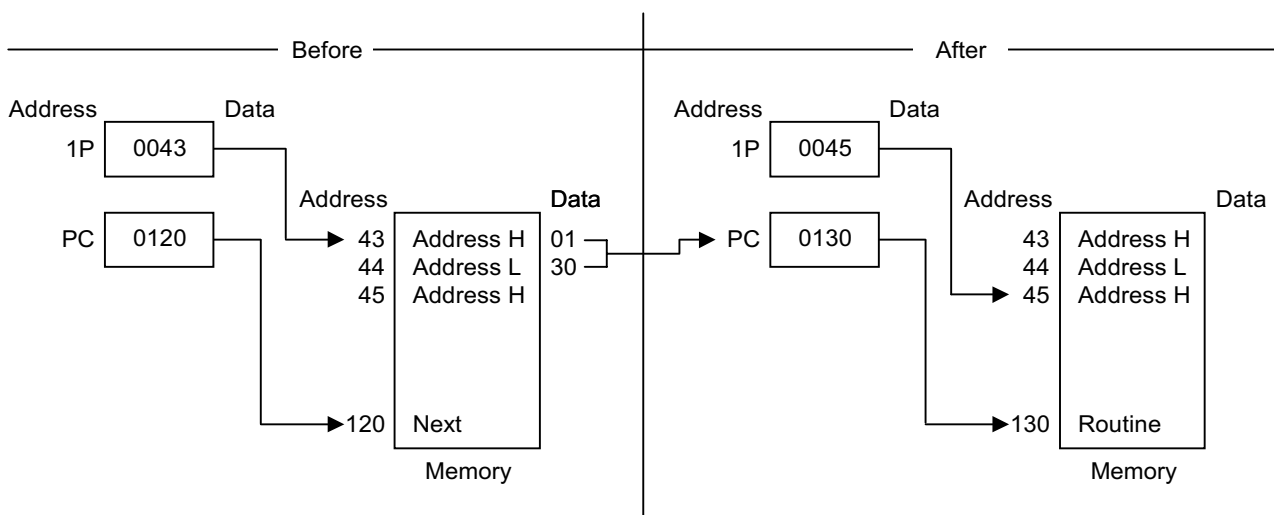 Before
After
Address
Data
1P
0043
Address
Data
PC
0120
43
Address H
01
44
Address L
30
45
Address H
120
Next
Memory
Address
Data
1P
0045
Address
Data
PC
0130
43
Address H
44
Address L
45
Address H
130
Routine
Memory